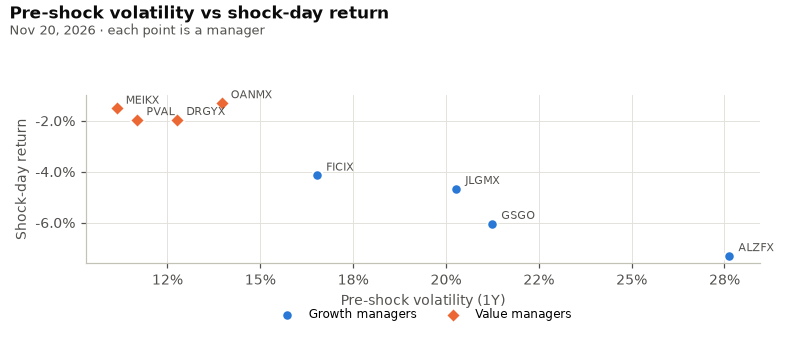 Pre-shock volatility vs shock-day return
Nov 20, 2026 · each point is a manager
OANMX
MEIKX
PVAL
DRGYX
FICIX
JLGMX
GSGO
ALZFX
Shock-day return
-2.0%
-4.0%
-6.0%
12%
15%
18%
20%
22%
25%
28%
Pre-shock volatility (1Y)
Growth managers
Value managers